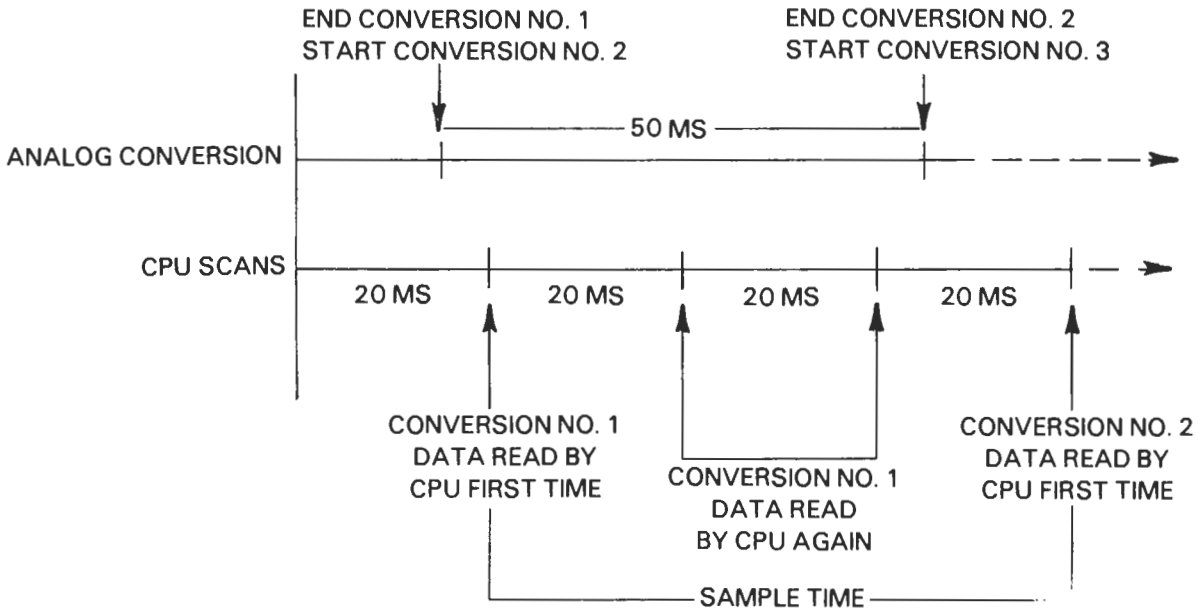 END CONVERSION NO. 1
START CONVERSION NO. 2
END CONVERSION NO. 2
START CONVERSION NO. 3
50 MS
ANALOG CONVERSION
CPU SCANS
20 MS
20 MS
20 MS
20 MS
CONVERSION NO. 1
DATA READ BY
CPU FIRST TIME
CONVERSION NO. 1
DATA READ
BY CPU AGAIN
CONVERSION NO. 2
DATA READ BY
CPU FIRST TIME
SAMPLE TIME